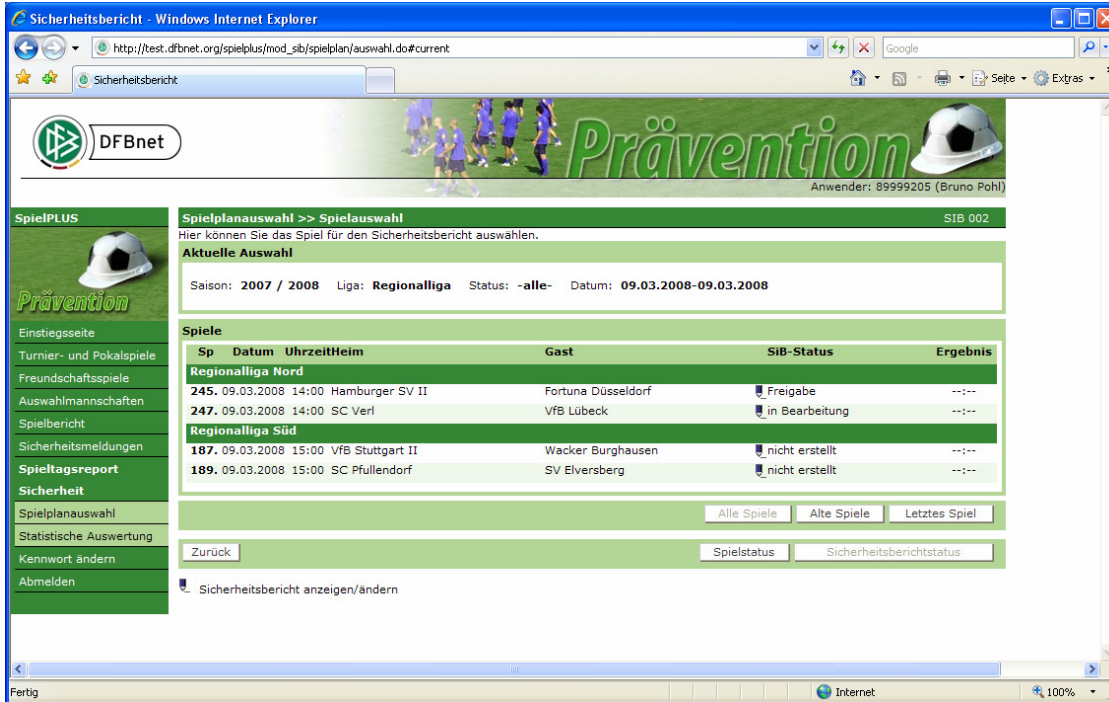 Sicherheitsbericht - Windows Internet Explorer
http://test.dfbnet.org/spielplus/mod_sib/spielplan/auswahl.do#current
Google
Sicherheitsbericht
Seite
Extras
DFBnet
Prävention
Anwender: 89999205 (Bruno Pohl)
SpielPLUS
Prävention
Einstiegsseite
Turnier- und Pokalspiele
Freundschaftsspiele
Auswahlmannschaften
Spielbericht
Sicherheitsmeldungen
Spieltagsreport
Sicherheit
Spielplanauswahl
Statistische Auswertung
Kennwort ändern
Abmelden
Spielplanauswahl >> Spielauswahl SIB 002
Hier können Sie das Spiel für den Sicherheitsbericht auswählen.
Aktuelle Auswahl
Saison: 2007 / 2008 Liga: Regionalliga Status: -alle- Datum: 09.03.2008-09.03.2008
Spiele
Sp Datum Uhrzeit Heim Gast SiB-Status Ergebnis
Regionalliga Nord
245. 09.03.2008 14:00 Hamburger SV II Fortuna Düsseldorf Freigabe --:--
247. 09.03.2008 14:00 SC Verl VfB Lübeck in Bearbeitung --:--
Regionalliga Süd
187. 09.03.2008 15:00 VfB Stuttgart II Wacker Burghausen nicht erstellt --:--
189. 09.03.2008 15:00 SC Pfullendorf SV Elversberg nicht erstellt --:--
Alle Spiele Alte Spiele Letztes Spiel
Zurück Spielstatus Sicherheitsberichtstatus
Sicherheitsbericht anzeigen/ändern
Fertig Internet 100%